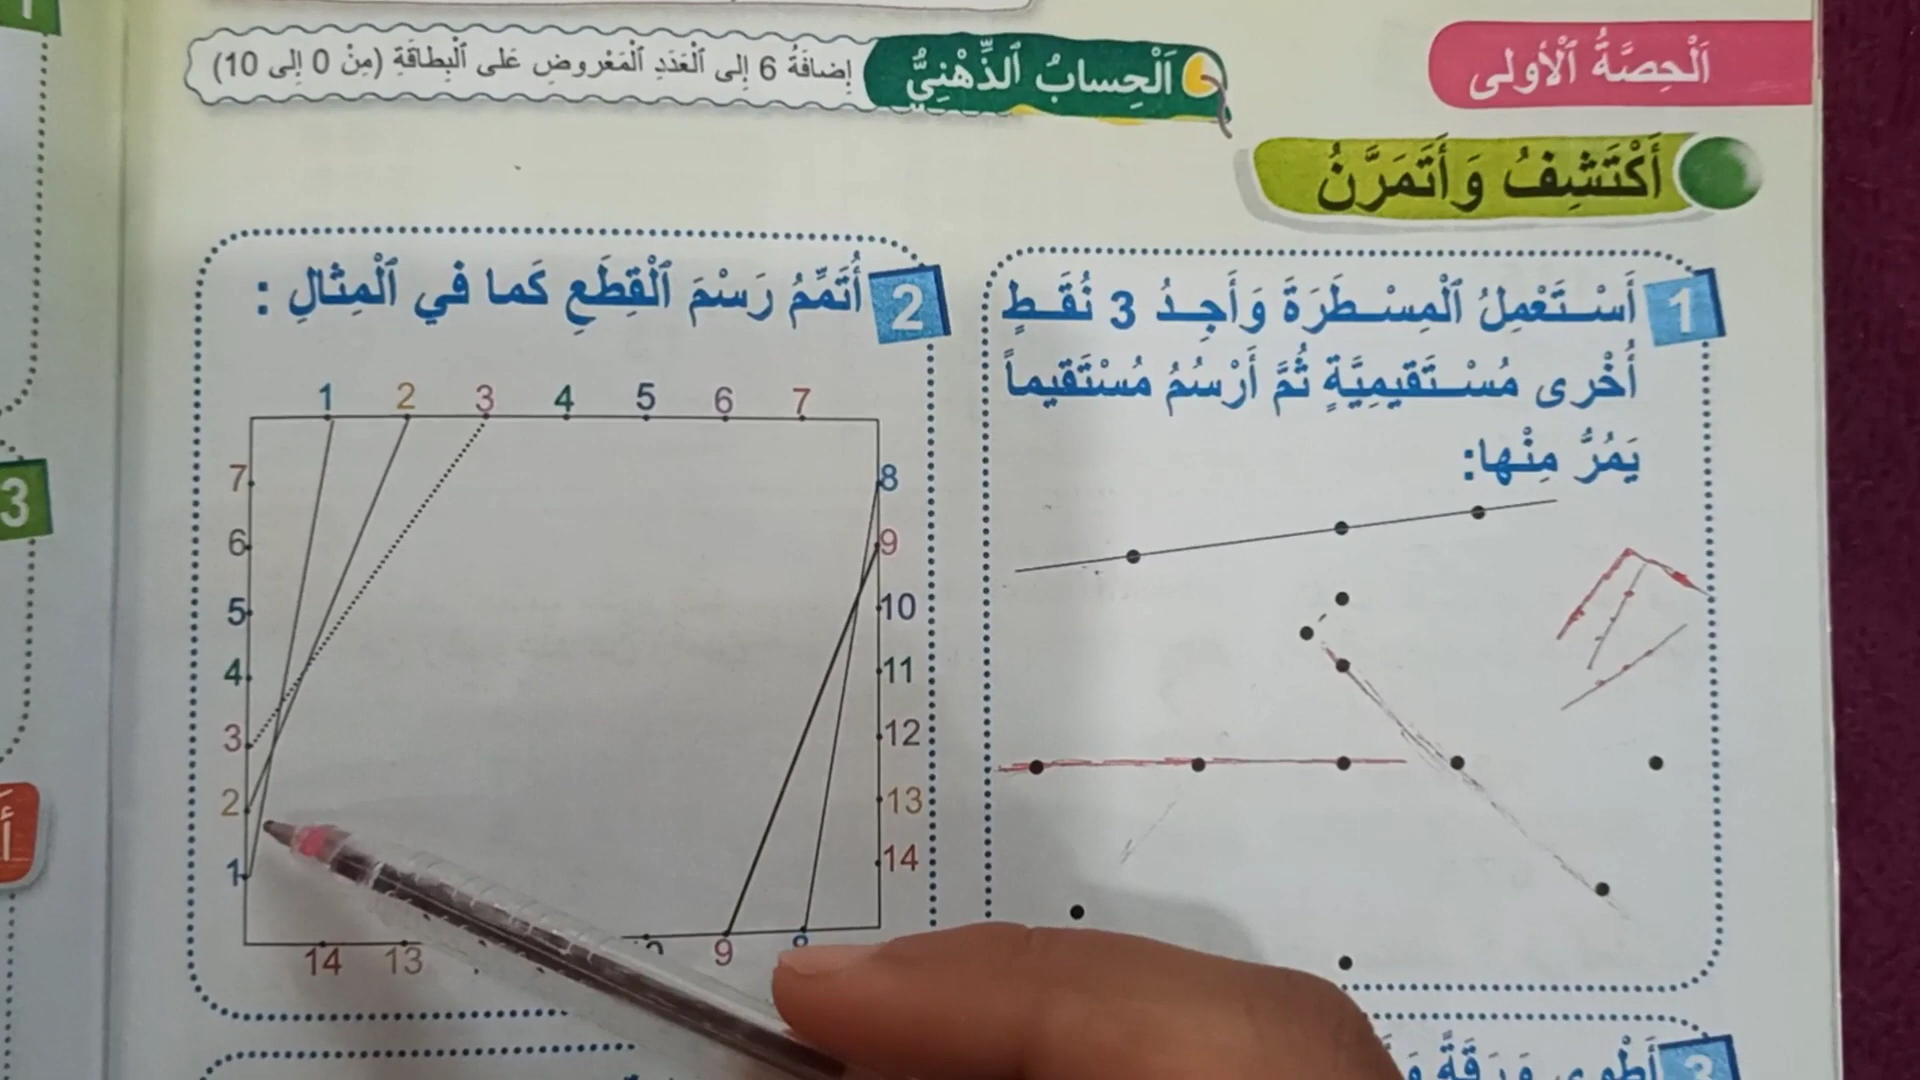 اَلْحِصَّةُ ٱلْأولى
اَلْحِسابُ ٱلذِّهْنِيُّ
إِضافَةُ 6 إِلى ٱلْعَدَدِ ٱلْمَعْروضِ عَلى ٱلْبِطاقَةِ (مِنْ 0 إِلى 10)
أَكْتَشِفُ وَ أَتَمَرَّنُ
1 أَسْتَعْمِلُ ٱلْمِسْطَرَةَ وَ أَجِدُ 3 نُقَطٍ
أُخْرى مُسْتَقيمِيَّةٍ ثُمَّ أَرْسُمُ مُسْتَقيماً
يَمُرُّ مِنْها:
2 أُتَمِّمُ رَسْمَ ٱلْقِطَعِ كَما في ٱلْمِثالِ :
1 2 3 4 5 6 7
7 8
6 9
5 10
4 11
3 12
2 13
1 14
14 13 9 8
3 أَطْوي وَرَقَةً
3